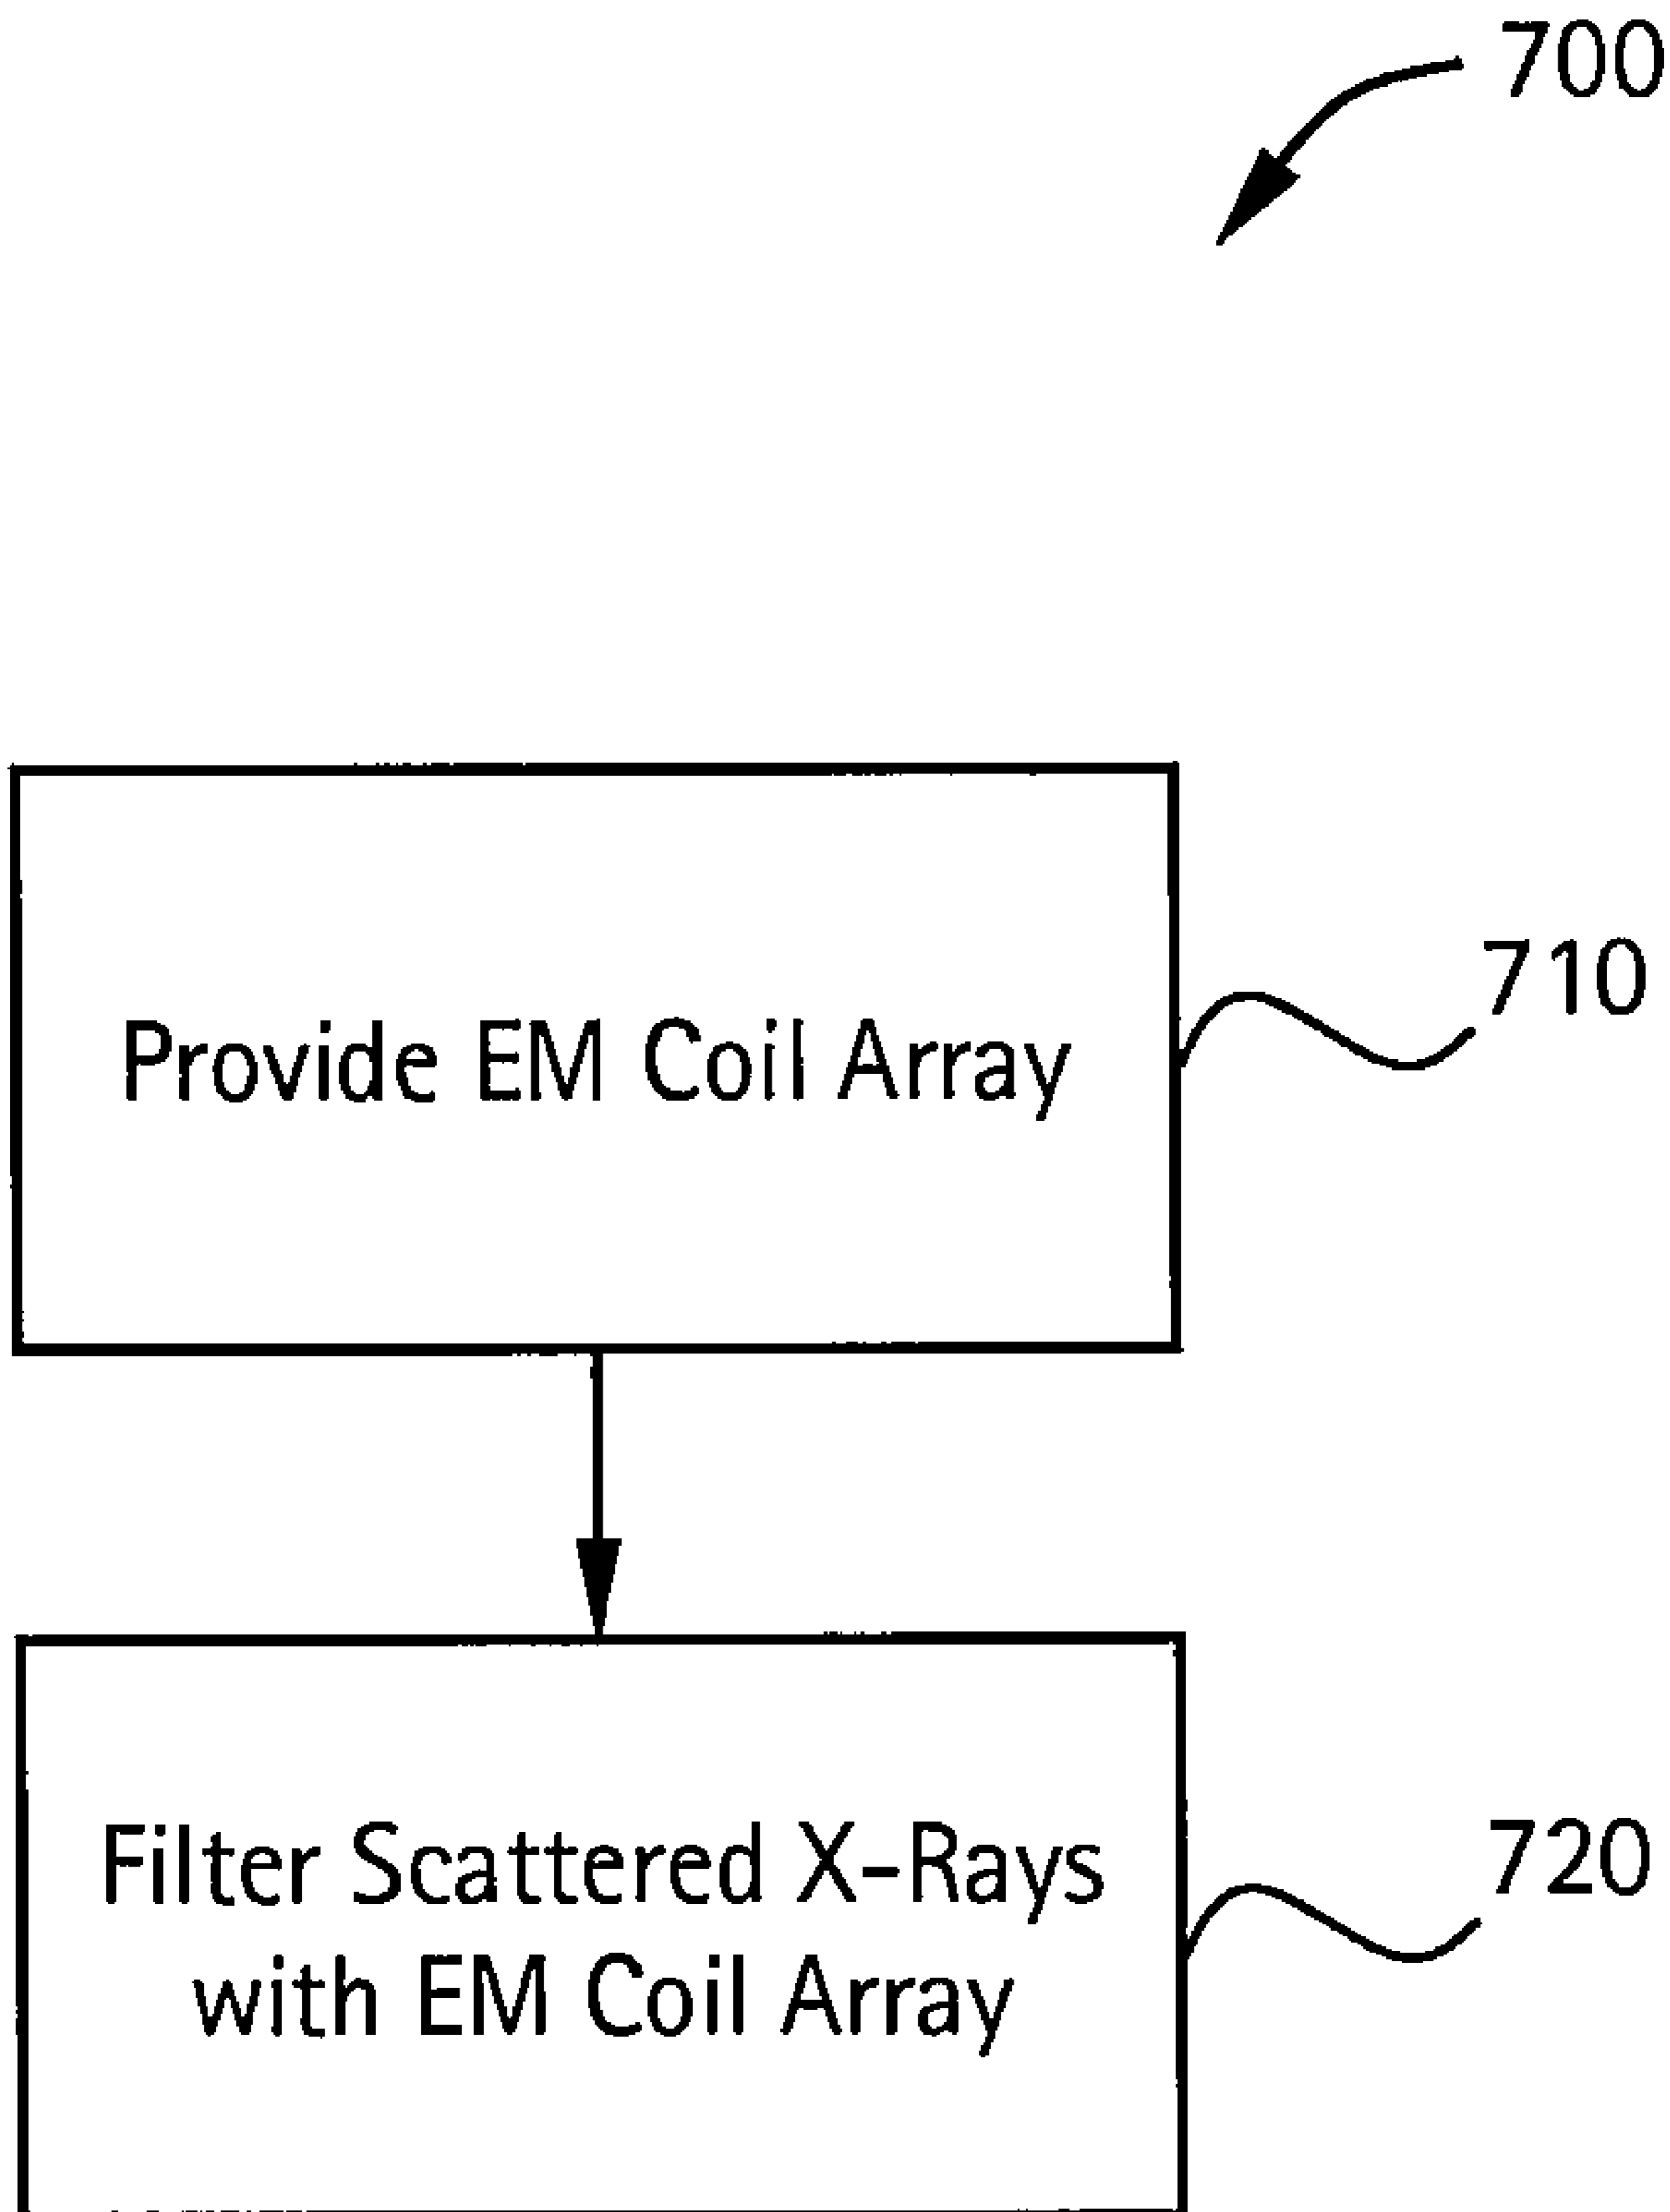 700
Provide EM Coil Array
710
Filter Scattered X-Rays
with EM Coil Array
720